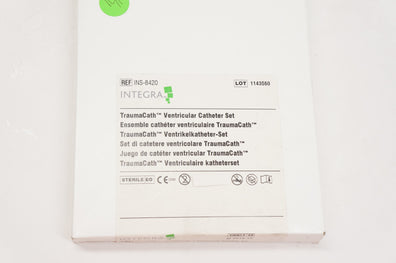 REF INS-8420
LOT 1143550
INTEGRA
TraumaCath™ Ventricular Catheter Set
Ensemble cathéter ventriculaire TraumaCath™
TraumaCath™ Ventrikelkatheter-Set
Set di catetere ventricolare TraumaCath™
Juego de catéter ventricular TraumaCath™
TraumaCath™ Ventriculaire katheterset
STERILE EO
INTEGRA